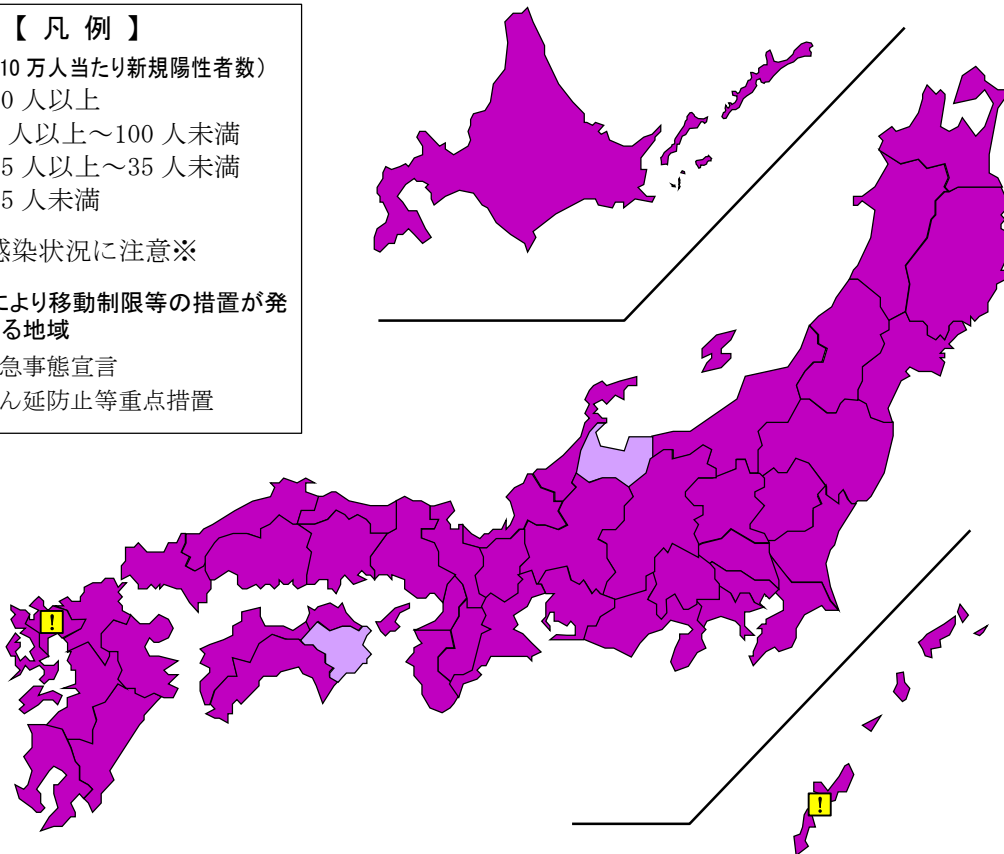 【 凡 例 】
10 万人当たり新規陽性者数）
0 人以上
人以上～100 人未満
5 人以上～35 人未満
5 人未満
感染状況に注意※
により移動制限等の措置が発
る地域
急事態宣言
ん延防止等重点措置
!
!